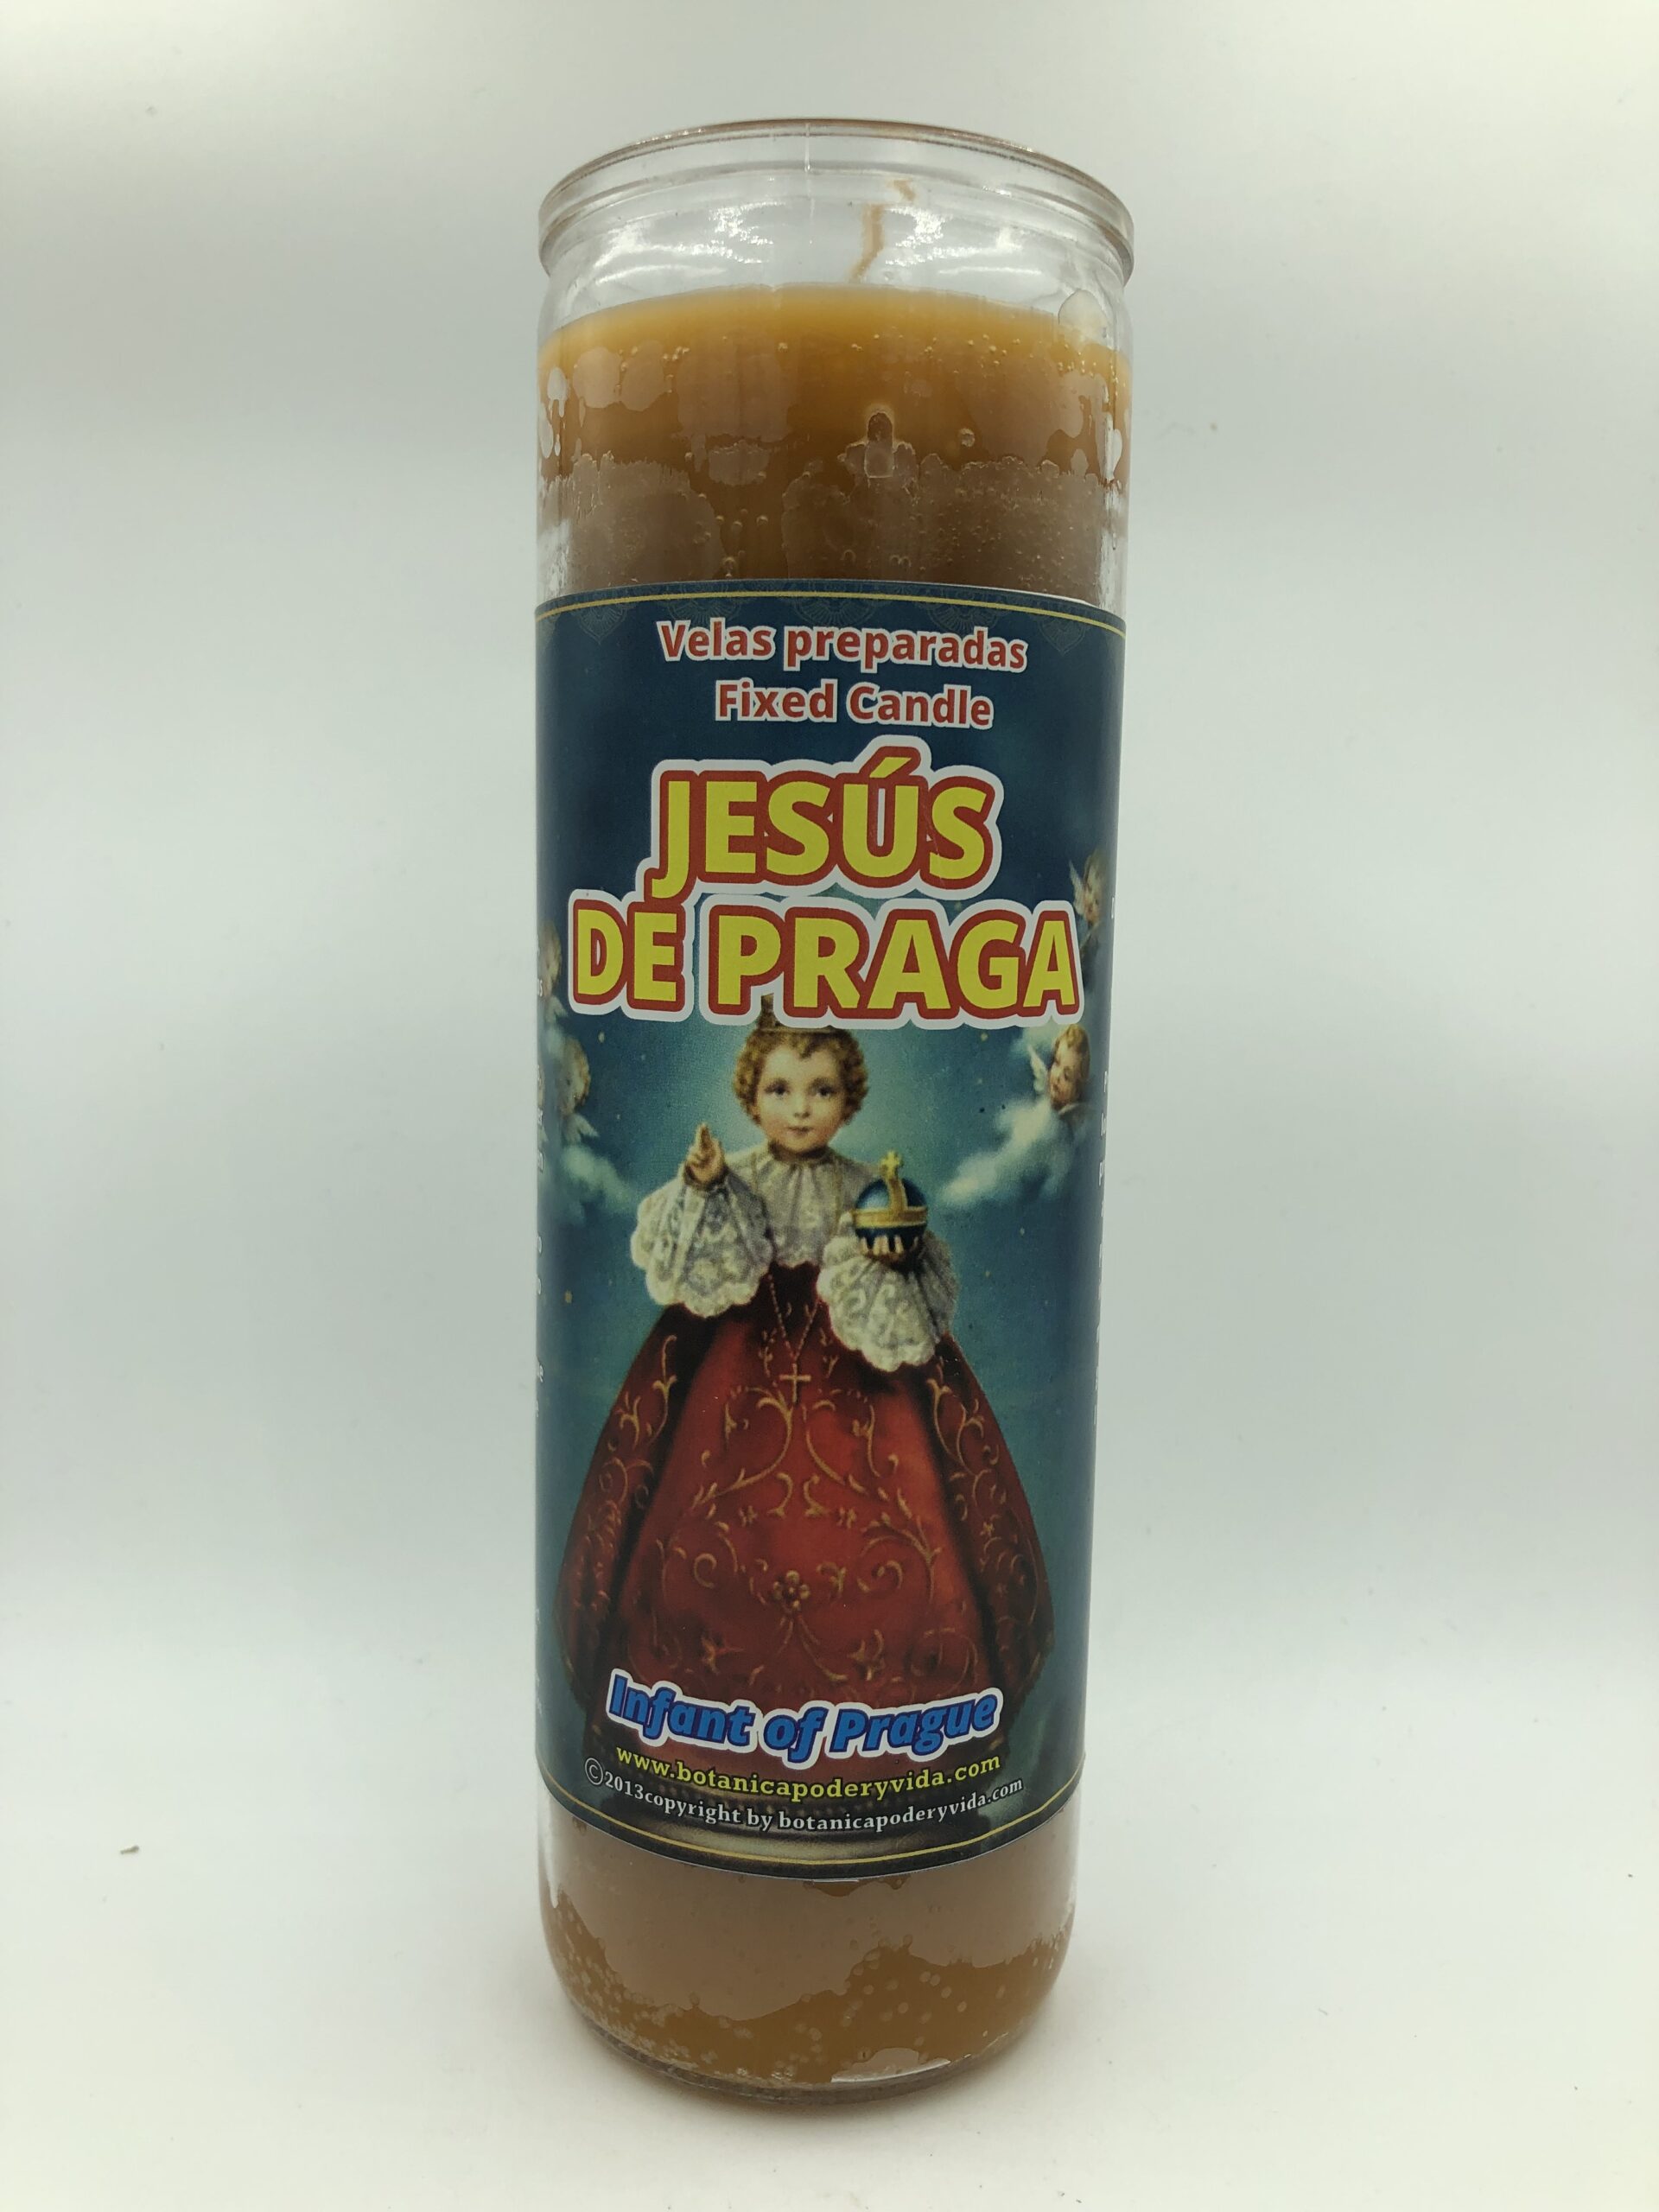 Velas preparadas
Fixed Candle
JESÚS
DE PRAGA
Infant of Prague
www.botanicapoderyvida.com
©2013copyright by botanicapoderyvida.com